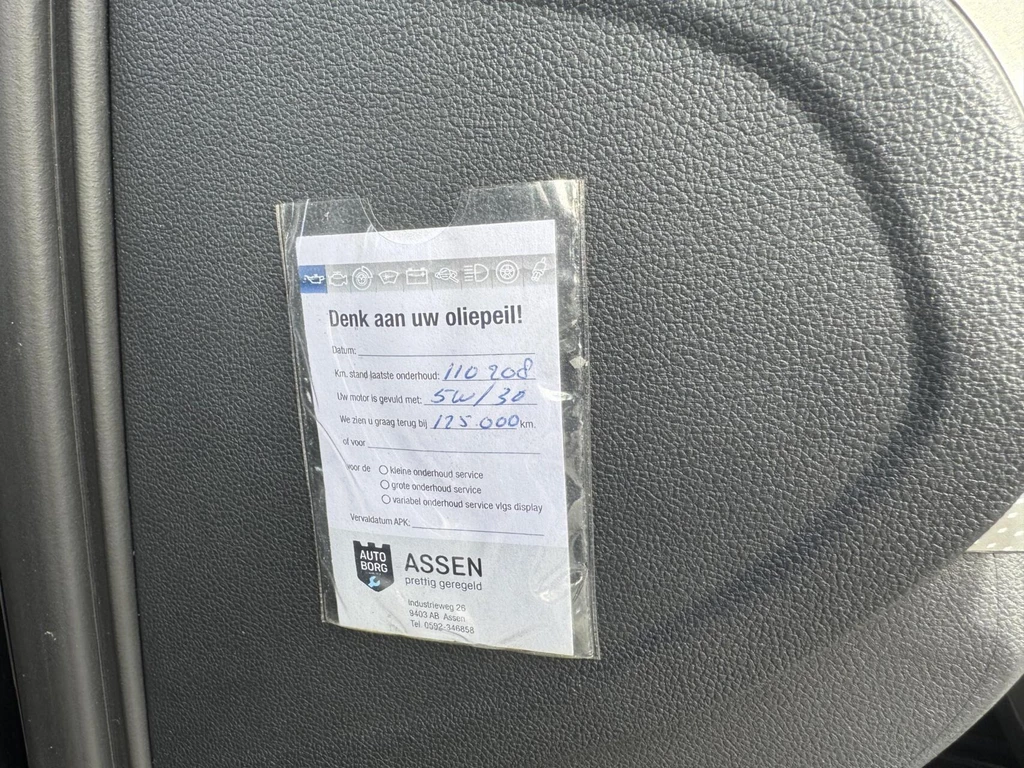 Denk aan uw oliepeil!
Datum:
Km. stand laatste onderhoud: 110 908
Uw motor is gevuld met: 5W/30
We zien u graag terug bij 125.000 km.
of voor
voor de kleine onderhoud service
grote onderhoud service
variabel onderhoud service vlgs display
Vervaldatum APK:
AUTO BORG
ASSEN
prettig geregeld
Industrieweg 26
9403 AB Assen
Tel. 0592-346858